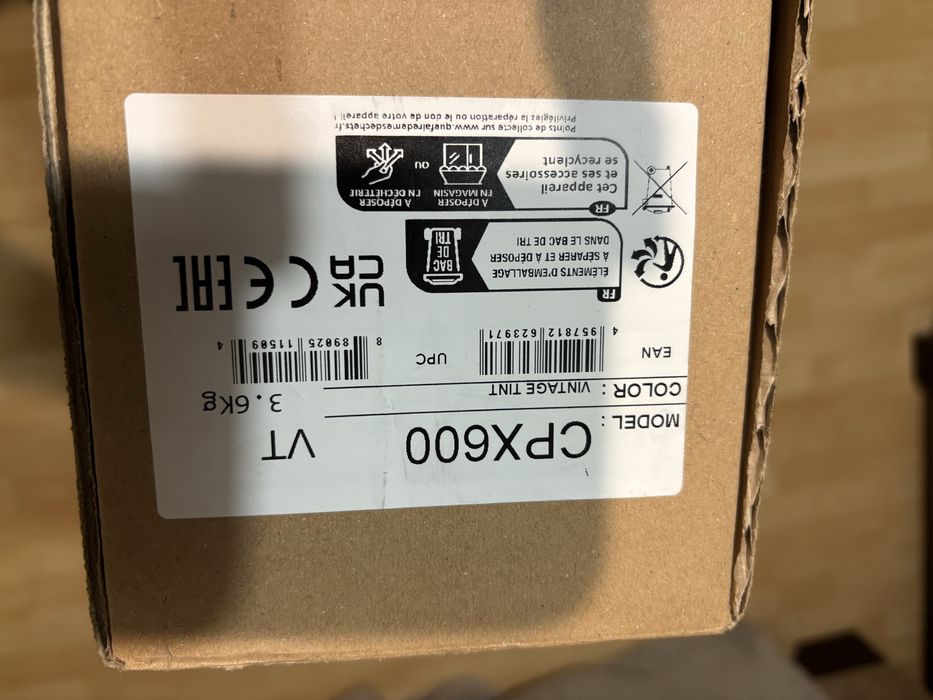 MODEL : CPX600 VT
COLOR : VINTAGE TINT 3.6Kg
EAN
4 957812 623971
UPC
8 89025 11509 4
UK
CA
CE
EAC
FR
ÉLÉMENTS D'EMBALLAGE
À SÉPARER ET À DÉPOSER
DANS LE BAC DE TRI
BAC
DE
TRI
FR
Cet appareil
et ses accessoires
se recyclent
À DÉPOSER
EN MAGASIN
OU
À DÉPOSER
EN DÉCHÈTERIE
Points de collecte sur www.quefairedemesdechets.fr
Privilégiez la réparation ou le don de votre appareil !